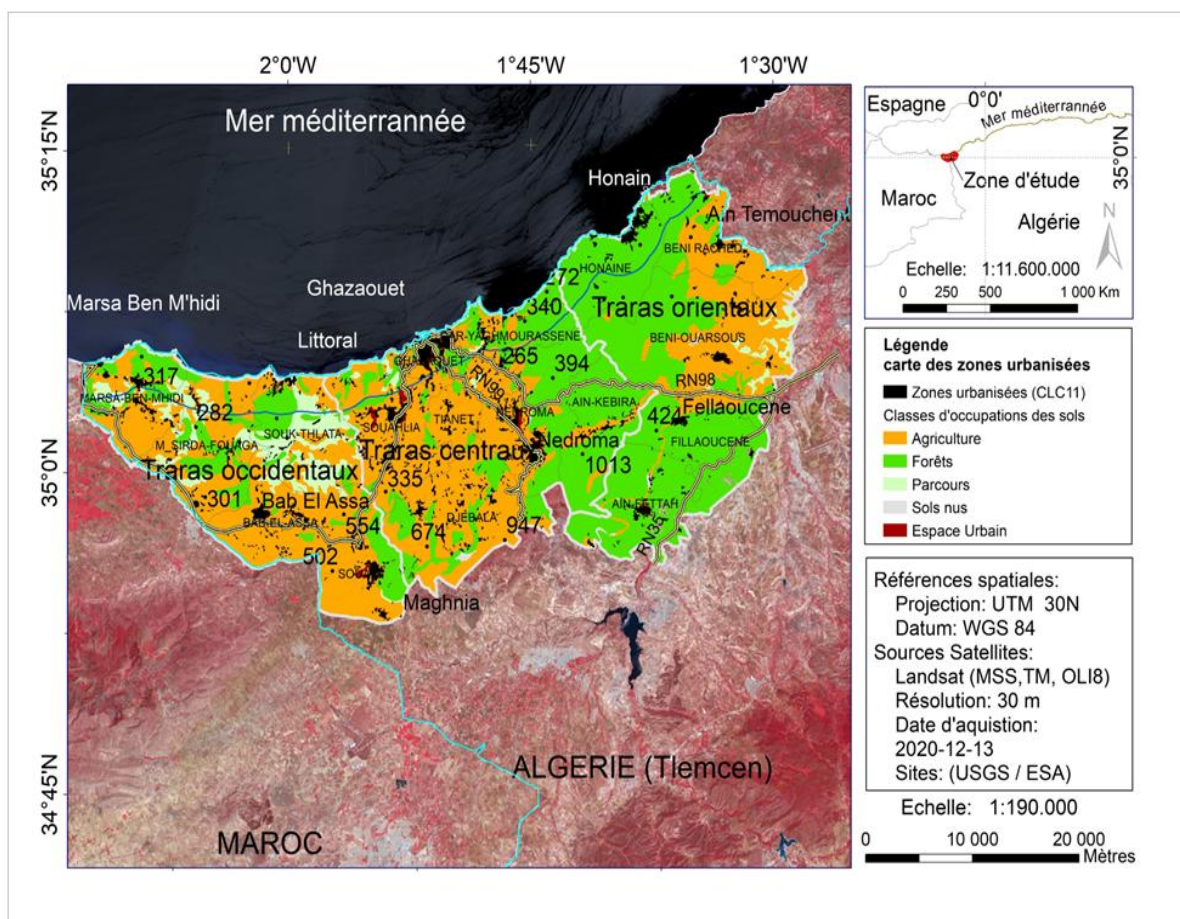 2°0'W
1°45'W
1°30'W
35°15'N
35°0'N
34°45'N
Mer méditerrannée
Honain
Ain Temouchent
BENI RACHED
HONAINE
Ghazaouet
272
Marsa Ben M'hidi
340
Traras orientaux
Littoral
DAR-YAGHMOURASSENE
BENI-OUARSOUS
265
GHAZAOUET
394
317
RN99
RN98
MARSA-BEN-MHIDI
AIN-KEBIRA
282
NEDROMA
424
Fellaoucene
SOUAHLIA
TIANET
SOUK-THLATA
M_SIRDA-FOUAGA
Nedroma
FILLAOUCENE
Traras centraux
Traras occidentaux
1013
335
301
Bab El Assa
AIN-FETTAH
BAB-EL-ASSA
554
DJEBALA
947
674
RN35
502
Maghnia
ALGERIE (Tlemcen)
MAROC
Espagne
0°0'
Mer méditerrannée
35°0'N
Zone d'étude
Maroc
Algérie
N
Echelle: 1:11.600.000
0 250 500 1 000 Km
Légende
carte des zones urbanisées
Zones urbanisées (CLC11)
Classes d'occupations des sols
Agriculture
Forêts
Parcours
Sols nus
Espace Urbain
Références spatiales:
Projection: UTM 30N
Datum: WGS 84
Sources Satellites:
Landsat (MSS,TM, OLI8)
Résolution: 30 m
Date d'aquistion:
2020-12-13
Sites: (USGS / ESA)
Echelle: 1:190.000
0 10 000 20 000
Mètres